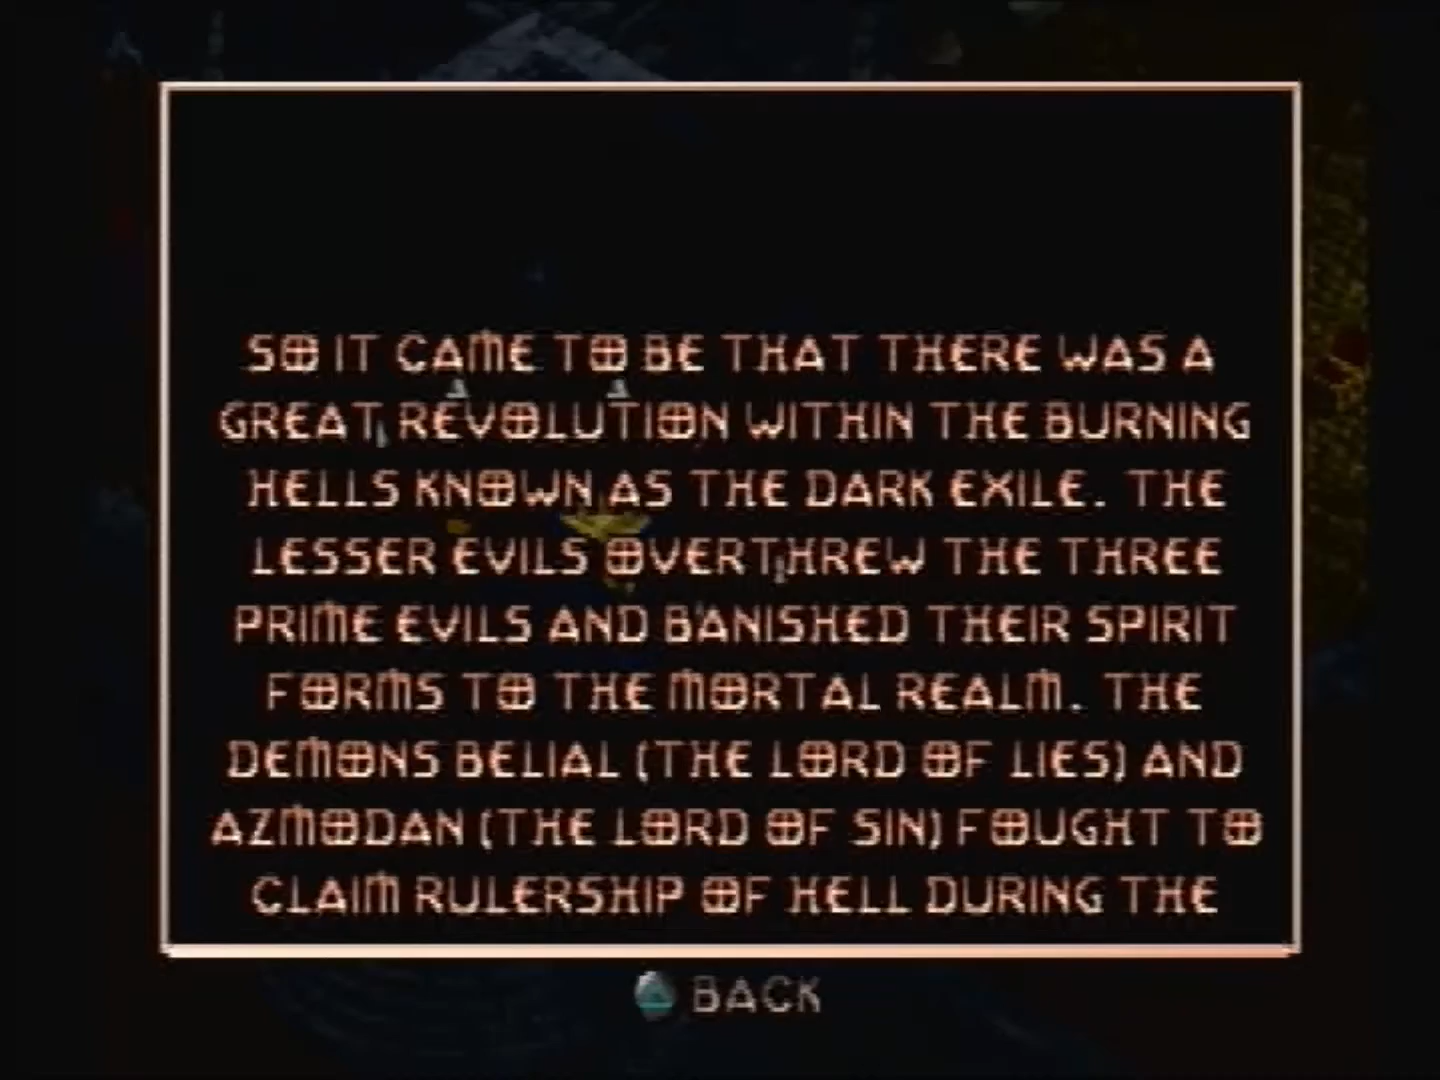 SO IT CAME TO BE THAT THERE WAS A
GREAT REVOLUTION WITHIN THE BURNING
HELLS KNOWN AS THE DARK EXILE. THE
LESSER EVILS OVERTHREW THE THREE
PRIME EVILS AND BANISHED THEIR SPIRIT
FORMS TO THE MORTAL REALM. THE
DEMONS BELIAL (THE LORD OF LIES) AND
AZMODAN (THE LORD OF SIN) FOUGHT TO
CLAIM RULERSHIP OF HELL DURING THE
BACK